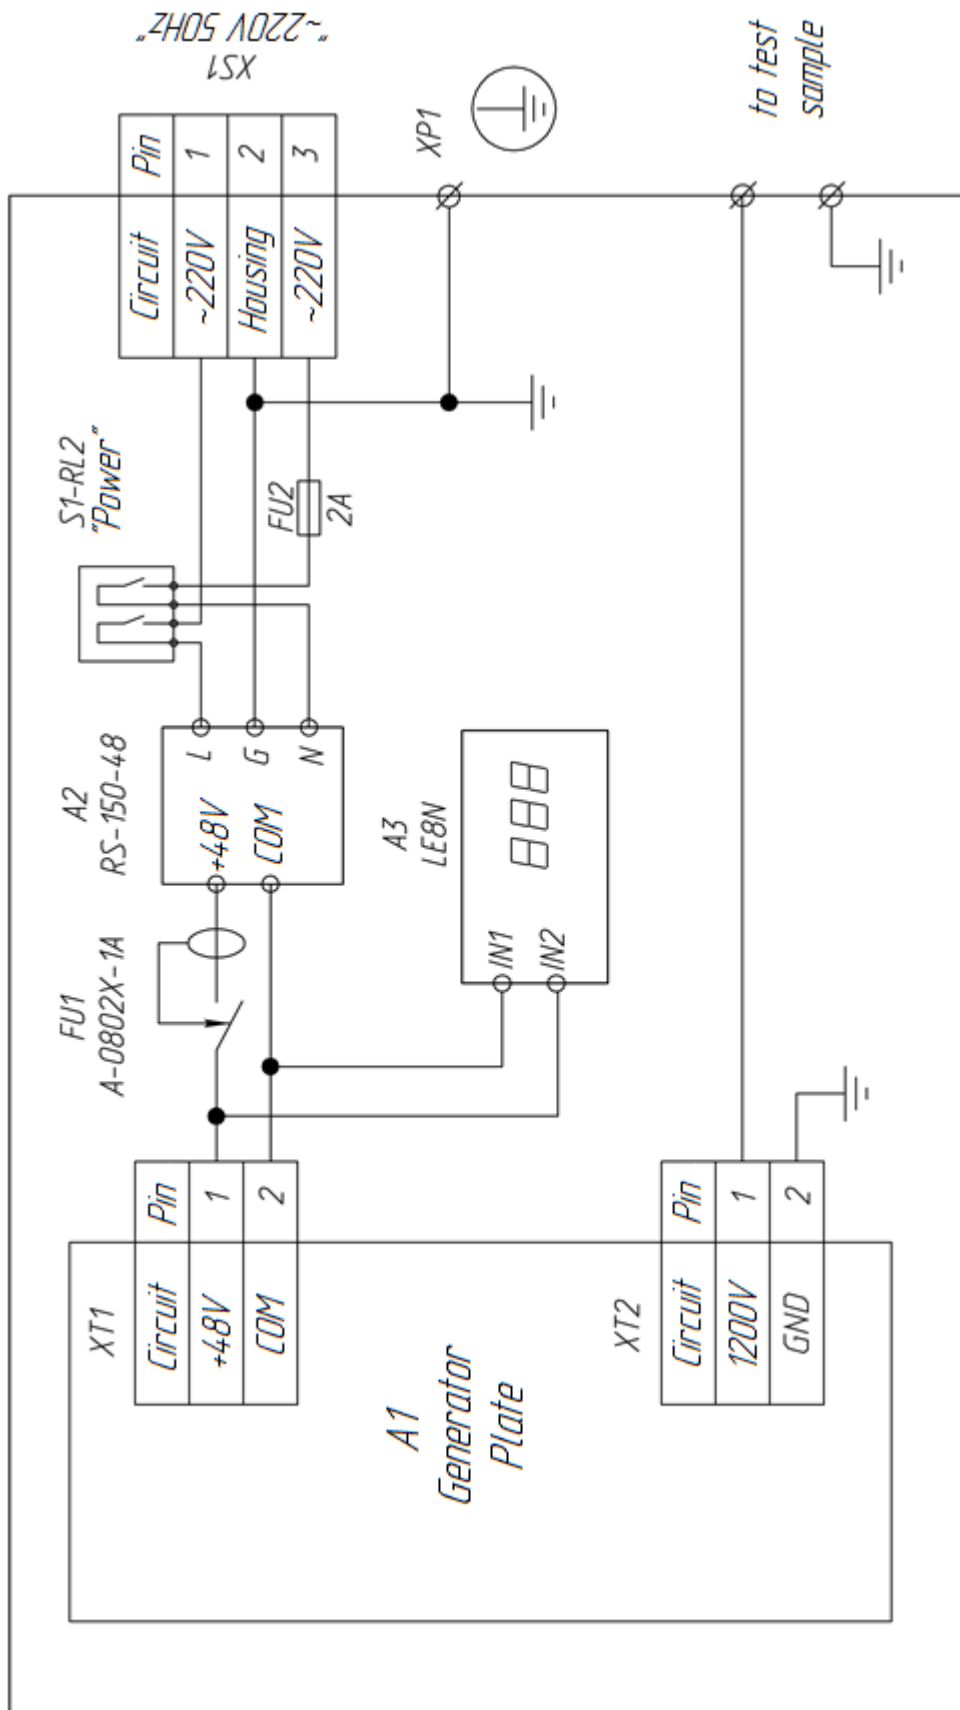 XT1
Circuit Pin
+48V 1
COM 2
A1
Generator
Plate
XT2
Circuit Pin
1200V 1
GND 2
FU1
A-0802X-1A
A2
RS-150-48
+48V L
COM G
N
A3
LE8N
IN1
IN2
888
S1-RL2
"Power"
FU2
2A
Circuit Pin
~220V 1
Housing 2
~220V 3
XS1
"~220V 50Hz"
XP1
to test
sample